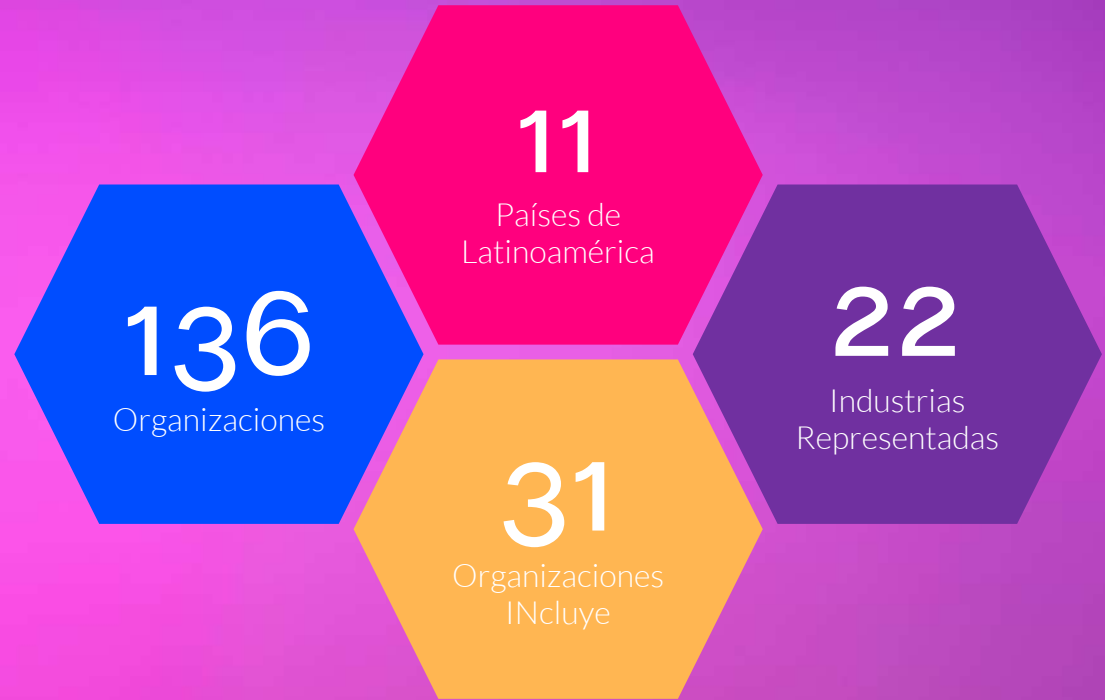 11
Países de
Latinoamérica
136
Organizaciones
22
Industrias
Representadas
31
Organizaciones
INcluye